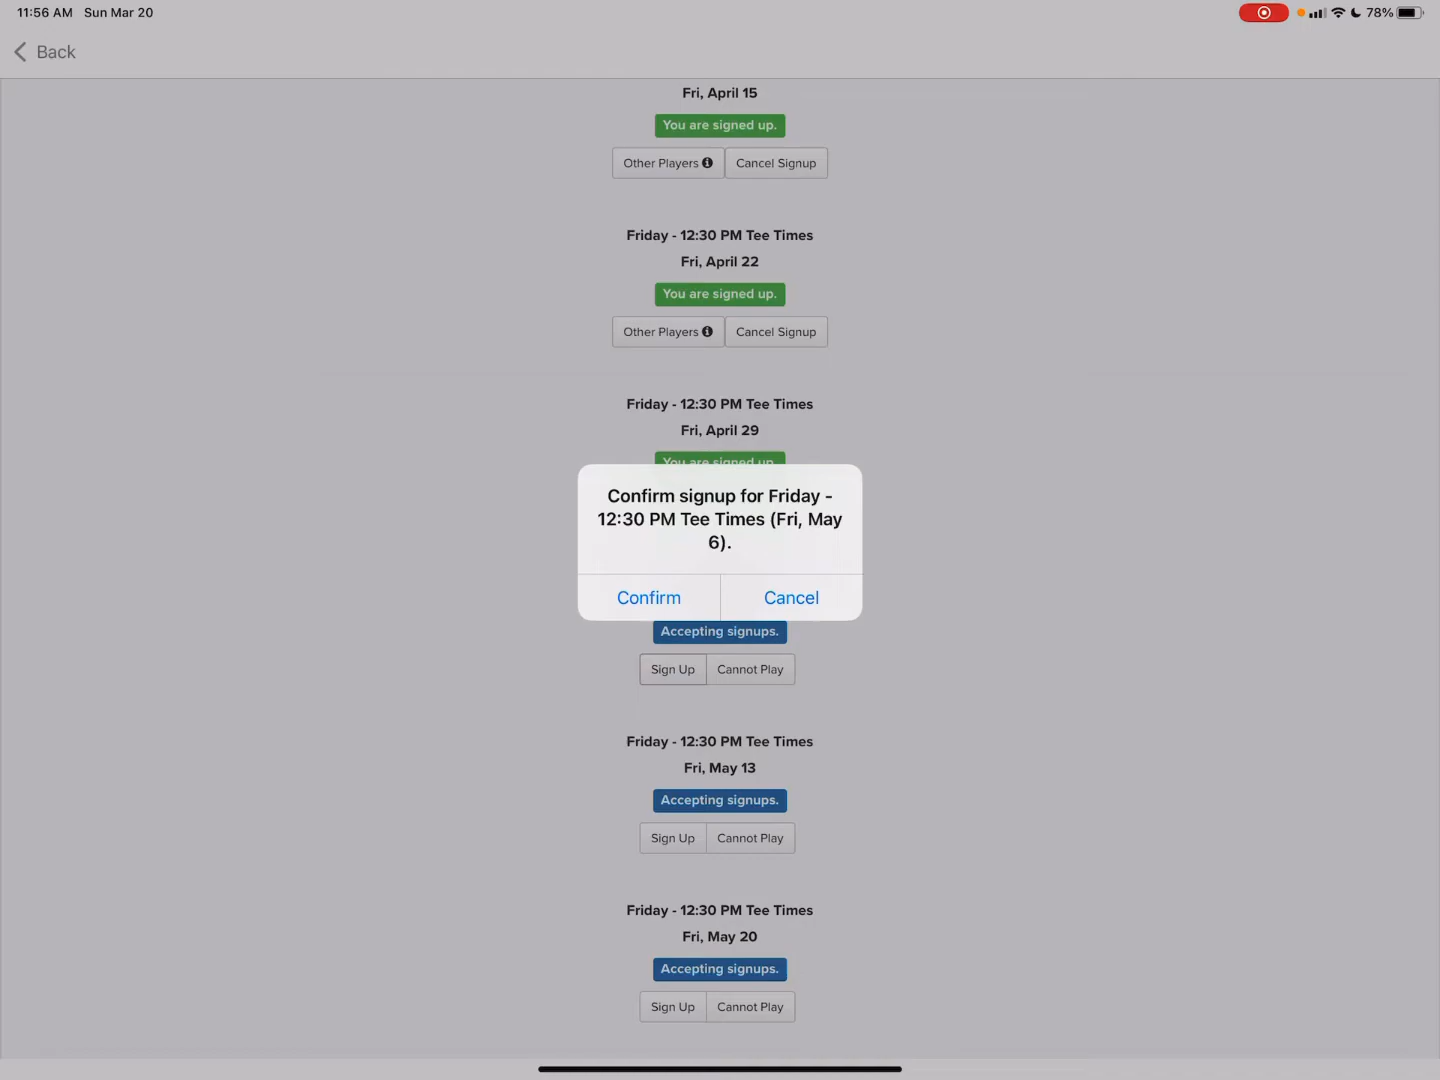 11:56 AM Sun Mar 20
78%
Back
Fri, April 15
You are signed up.
Other Players Cancel Signup
Friday - 12:30 PM Tee Times
Fri, April 22
You are signed up.
Other Players Cancel Signup
Friday - 12:30 PM Tee Times
Fri, April 29
You are signed up.
Confirm signup for Friday -
12:30 PM Tee Times (Fri, May
6).
Confirm Cancel
Accepting signups.
Sign Up Cannot Play
Friday - 12:30 PM Tee Times
Fri, May 13
Accepting signups.
Sign Up Cannot Play
Friday - 12:30 PM Tee Times
Fri, May 20
Accepting signups.
Sign Up Cannot Play